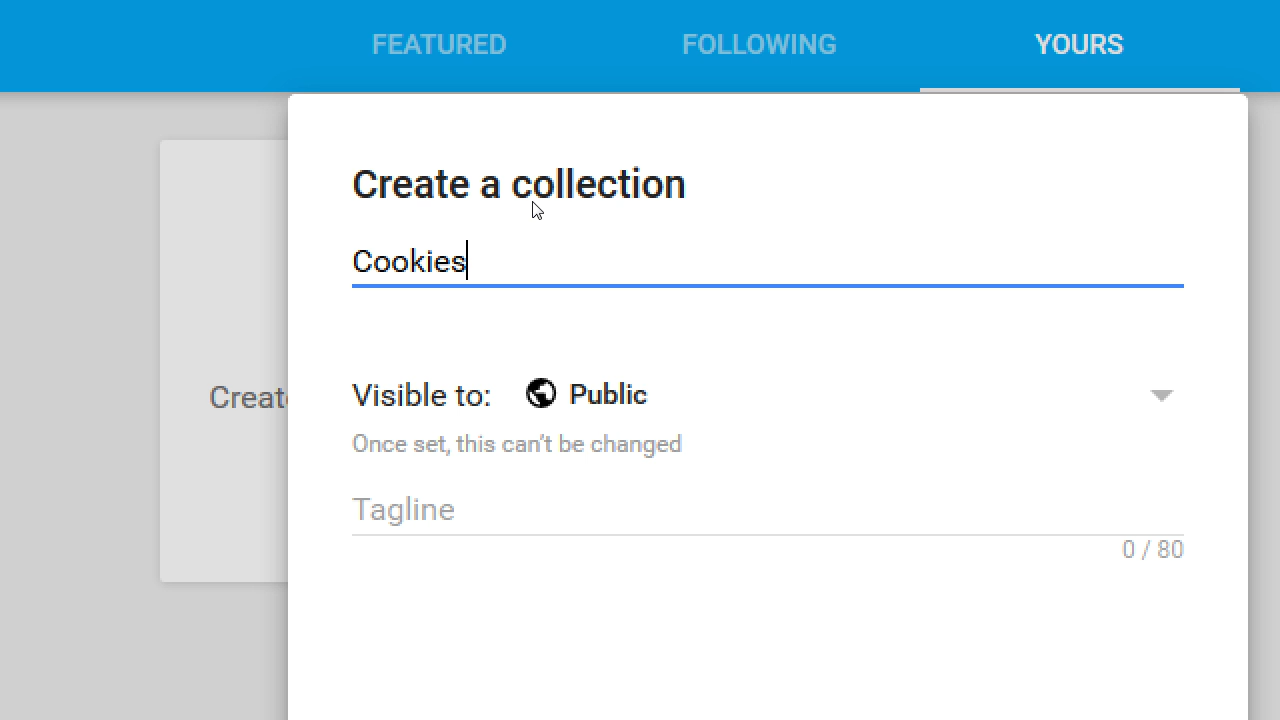 FEATURED FOLLOWING YOURS
Create a collection
Cookies
Visible to: Public
Once set, this can't be changed
Tagline
0 / 80